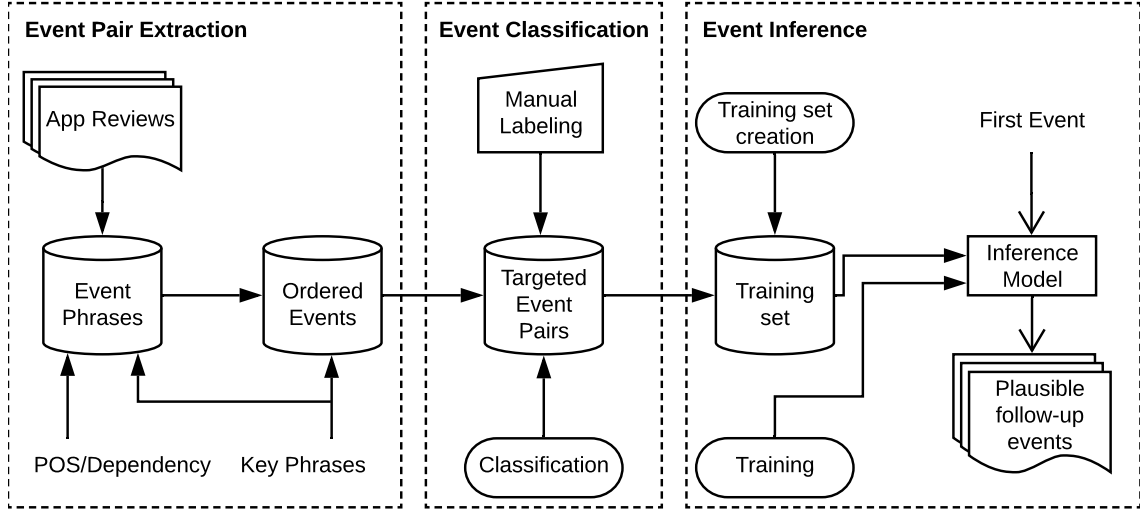 Event Pair Extraction
App Reviews
Event
Phrases
Ordered
Events
POS/Dependency
Key Phrases
Event Classification
Manual
Labeling
Targeted
Event
Pairs
Classification
Event Inference
Training set
creation
First Event
Training
set
Inference
Model
Training
Plausible
follow-up
events